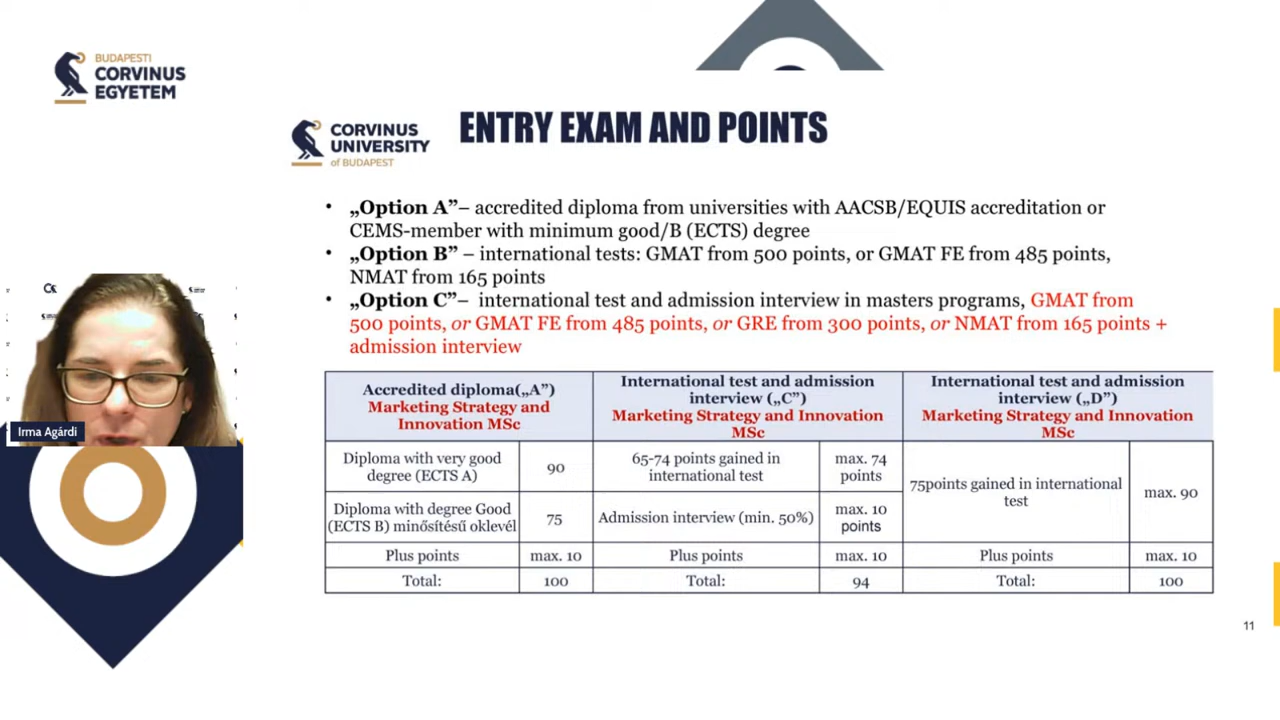 BUDAPESTI
CORVINUS
EGYETEM
CORVINUS
UNIVERSITY
of BUDAPEST
ENTRY EXAM AND POINTS
• „Option A”– accredited diploma from universities with AACSB/EQUIS accreditation or
CEMS-member with minimum good/B (ECTS) degree
• „Option B” – international tests: GMAT from 500 points, or GMAT FE from 485 points,
NMAT from 165 points
• „Option C”– international test and admission interview in masters programs, GMAT from
500 points, or GMAT FE from 485 points, or GRE from 300 points, or NMAT from 165 points +
admission interview
Accredited diploma(„A”)
Marketing Strategy and
Innovation MSc
International test and admission
interview („C”)
Marketing Strategy and Innovation
MSc
International test and admission
interview („D”)
Marketing Strategy and Innovation
MSc
Diploma with very good
degree (ECTS A)
90
65-74 points gained in
international test
max. 74
points
75points gained in international
test
max. 90
Diploma with degree Good
(ECTS B) minősítésű oklevél
75
Admission interview (min. 50%)
max. 10
points
Plus points
max. 10
Plus points
max. 10
Plus points
max. 10
Total:
100
Total:
94
Total:
100
Irma Agárdi
11